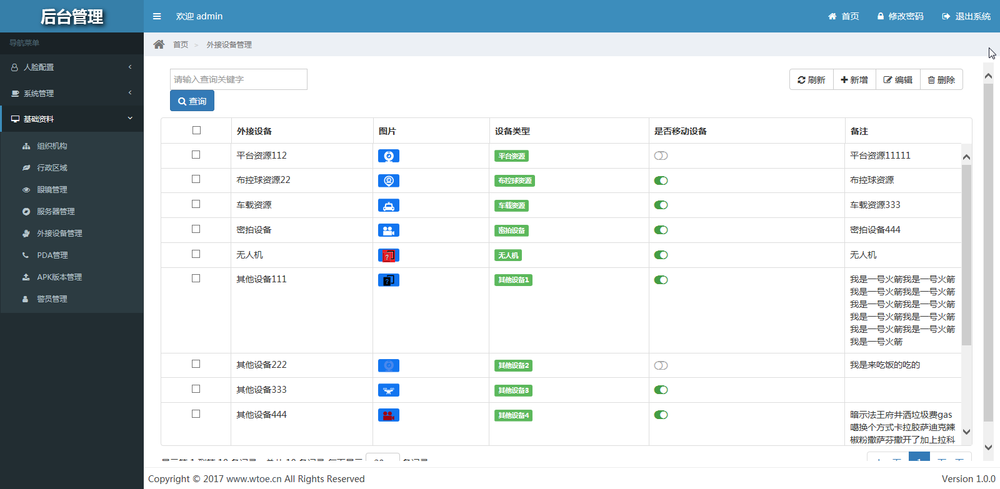 后台管理
欢迎 admin
首页 修改密码 退出系统
导航菜单
首页 > 外接设备管理
人脸配置
系统管理
基础资料
组织机构
行政区域
眼镜管理
服务器管理
外接设备管理
PDA管理
APK版本管理
警员管理
请输入查询关键字
查询
刷新 新增 编辑 删除
外接设备 图片 设备类型 是否移动设备 备注
平台资源112 平台资源 平台资源11111
布控球资源22 布控球资源 布控球资源
车载资源 车载资源 车载资源333
密拍设备 密拍设备 密拍设备444
无人机 无人机 无人机
其他设备111 其他设备1 我是一号火箭我是一号火箭
我是一号火箭我是一号火箭
我是一号火箭我是一号火箭
我是一号火箭我是一号火箭
我是一号火箭我是一号火箭
我是一号火箭
其他设备222 其他设备2 我是来吃饭的吃的
其他设备333 其他设备3
其他设备444 其他设备4 暗示法王府井洒垃圾费gas
噶换个方式卡拉胶萨迪克辣
椒粉撒萨芬撒开了加上拉科
Copyright © 2017 www.wtoe.cn All Rights Reserved
Version 1.0.0